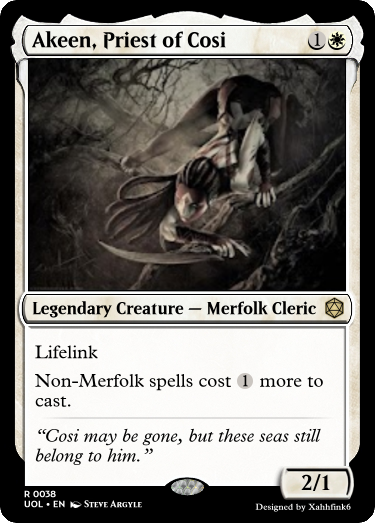 Akeen, Priest of Cosi 1
Legendary Creature — Merfolk Cleric
Lifelink
Non-Merfolk spells cost 1 more to
cast.
“Cosi may be gone, but these seas still
belong to him.”
2/1
R 0038
UOL • EN STEVE ARGYLE
Designed by Xahhfink6